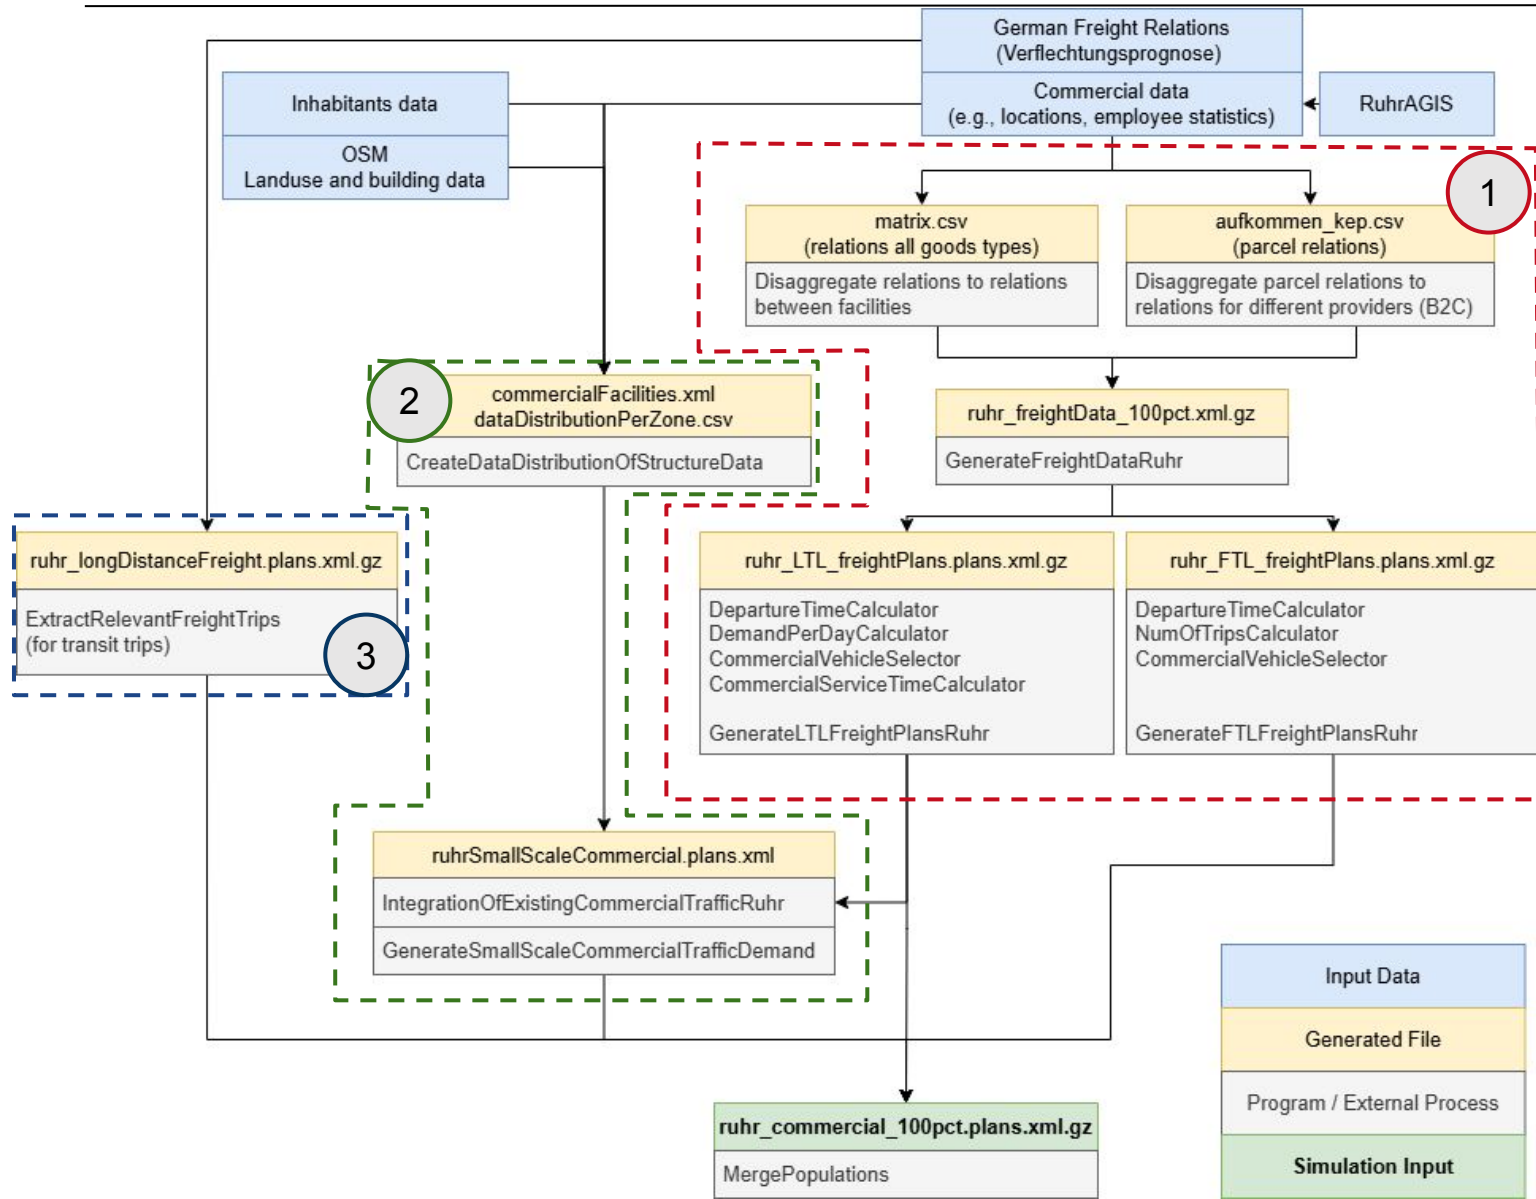 German Freight Relations
(Verflechtungsprognose)
Commercial data
(e.g., locations, employee statistics)
RuhrAGIS
Inhabitants data
OSM
Landuse and building data
1
matrix.csv
(relations all goods types)
Disaggregate relations to relations
between facilities
aufkommen_kep.csv
(parcel relations)
Disaggregate parcel relations to
relations for different providers (B2C)
2
commercialFacilities.xml
dataDistributionPerZone.csv
CreateDataDistributionOfStructureData
ruhr_freightData_100pct.xml.gz
GenerateFreightDataRuhr
ruhr_longDistanceFreight.plans.xml.gz
ExtractRelevantFreightTrips
(for transit trips)
3
ruhr_LTL_freightPlans.plans.xml.gz
DepartureTimeCalculator
DemandPerDayCalculator
CommercialVehicleSelector
CommercialServiceTimeCalculator
GenerateLTLFreightPlansRuhr
ruhr_FTL_freightPlans.plans.xml.gz
DepartureTimeCalculator
NumOfTripsCalculator
CommercialVehicleSelector
GenerateFTLFreightPlansRuhr
ruhrSmallScaleCommercial.plans.xml
IntegrationOfExistingCommercialTrafficRuhr
GenerateSmallScaleCommercialTrafficDemand
ruhr_commercial_100pct.plans.xml.gz
MergePopulations
Input Data
Generated File
Program / External Process
Simulation Input